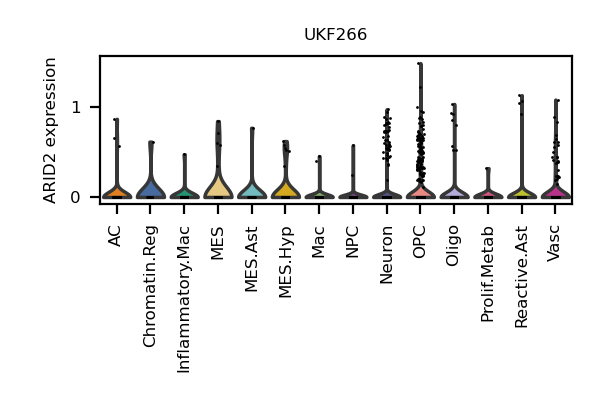 UKF266
ARID2 expression
1
0
AC
Chromatin.Reg
Inflammatory.Mac
MES
MES.Ast
MES.Hyp
Mac
NPC
Neuron
OPC
Oligo
Prolif.Metab
Reactive.Ast
Vasc